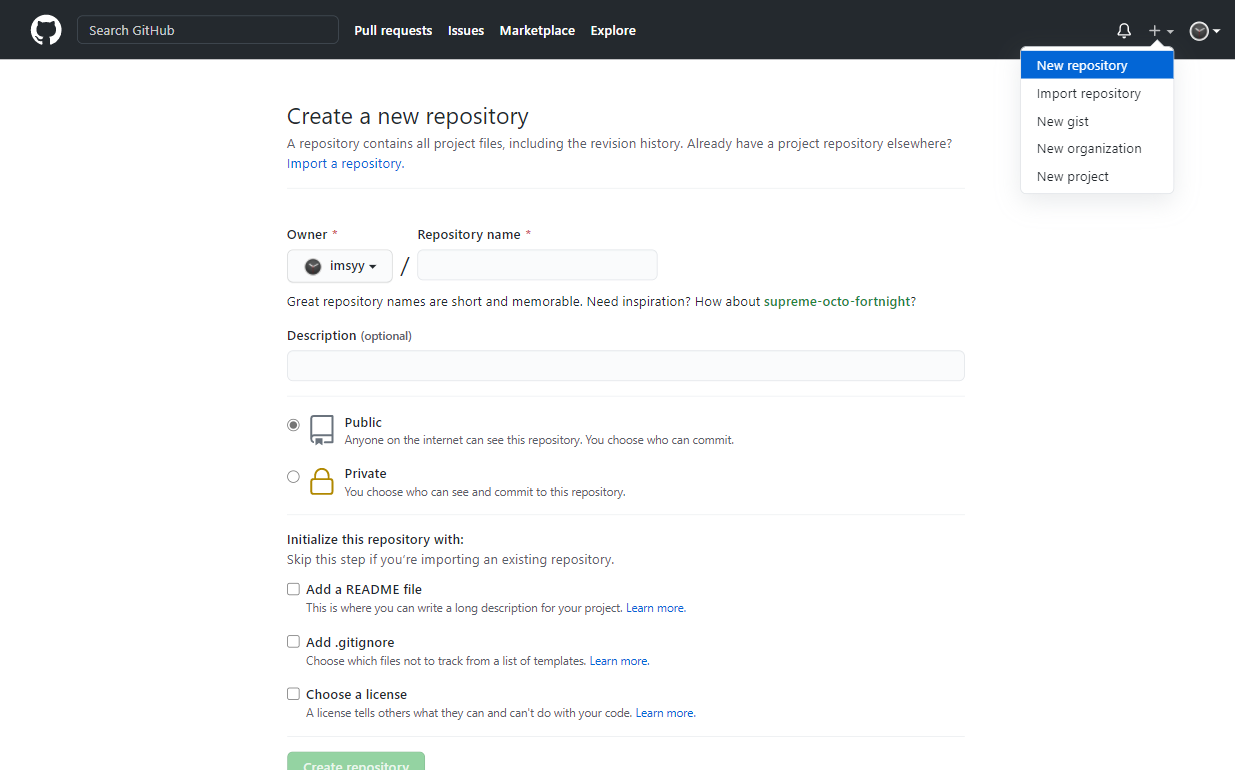 Search GitHub
Pull requests
Issues
Marketplace
Explore
New repository
Import repository
New gist
New organization
New project
Create a new repository
A repository contains all project files, including the revision history. Already have a project repository elsewhere?
Import a repository.
Owner *
Repository name *
imsyy
/
Great repository names are short and memorable. Need inspiration? How about supreme-octo-fortnight?
Description (optional)
Public
Anyone on the internet can see this repository. You choose who can commit.
Private
You choose who can see and commit to this repository.
Initialize this repository with:
Skip this step if you’re importing an existing repository.
Add a README file
This is where you can write a long description for your project. Learn more.
Add .gitignore
Choose which files not to track from a list of templates. Learn more.
Choose a license
A license tells others what they can and can't do with your code. Learn more.
Create repository